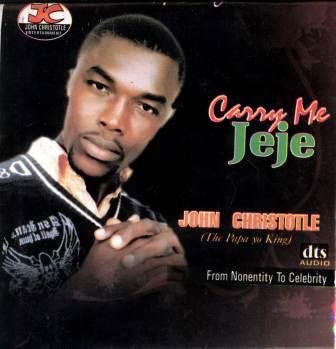 JC
JOHN CHRISTOTLE
ENTERTAINMENT
Carry Me
Jeje
JOHN CHRISTOTLE
(The Papa yo King)
dts
AUDIO
From Nonentity To Celebrity